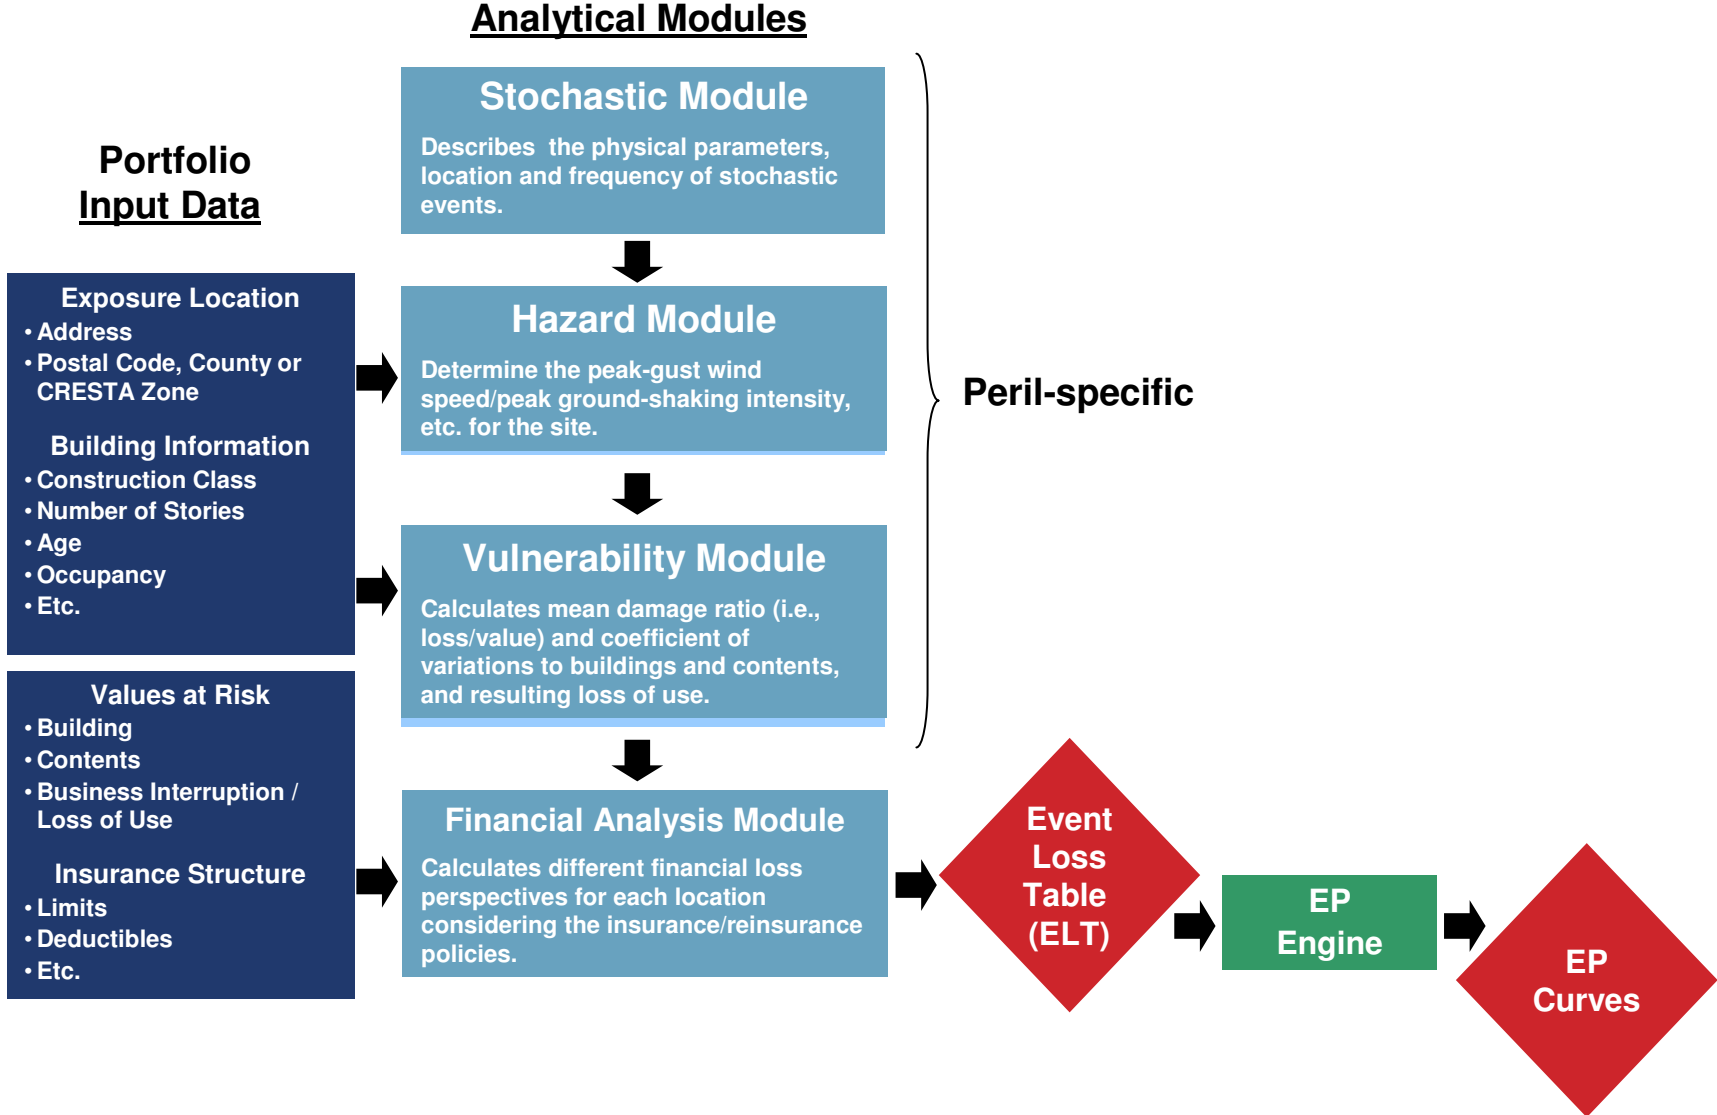 Analytical Modules
Portfolio
Input Data
Exposure Location
• Address
• Postal Code, County or
CRESTA Zone
Building Information
• Construction Class
• Number of Stories
• Age
• Occupancy
• Etc.
Values at Risk
• Building
• Contents
• Business Interruption /
Loss of Use
Insurance Structure
• Limits
• Deductibles
• Etc.
Stochastic Module
Describes the physical parameters,
location and frequency of stochastic
events.
Hazard Module
Determine the peak-gust wind
speed/peak ground-shaking intensity,
etc. for the site.
Vulnerability Module
Calculates mean damage ratio (i.e.,
loss/value) and coefficient of
variations to buildings and contents,
and resulting loss of use.
Financial Analysis Module
Calculates different financial loss
perspectives for each location
considering the insurance/reinsurance
policies.
Peril-specific
Event
Loss
Table
(ELT)
EP
Engine
EP
Curves